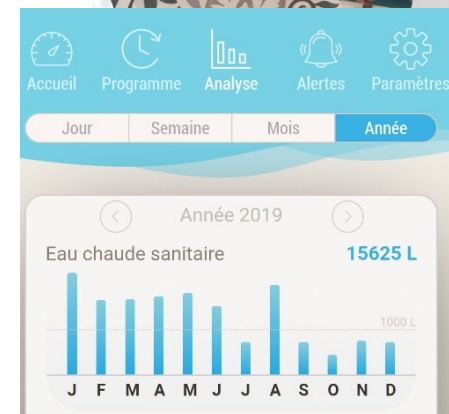 Accueil Programme Analyse Alertes Paramètres
Jour Semaine Mois Année
Année 2019
Eau chaude sanitaire 15625 L
1000 L
J F M A M J J A S O N D